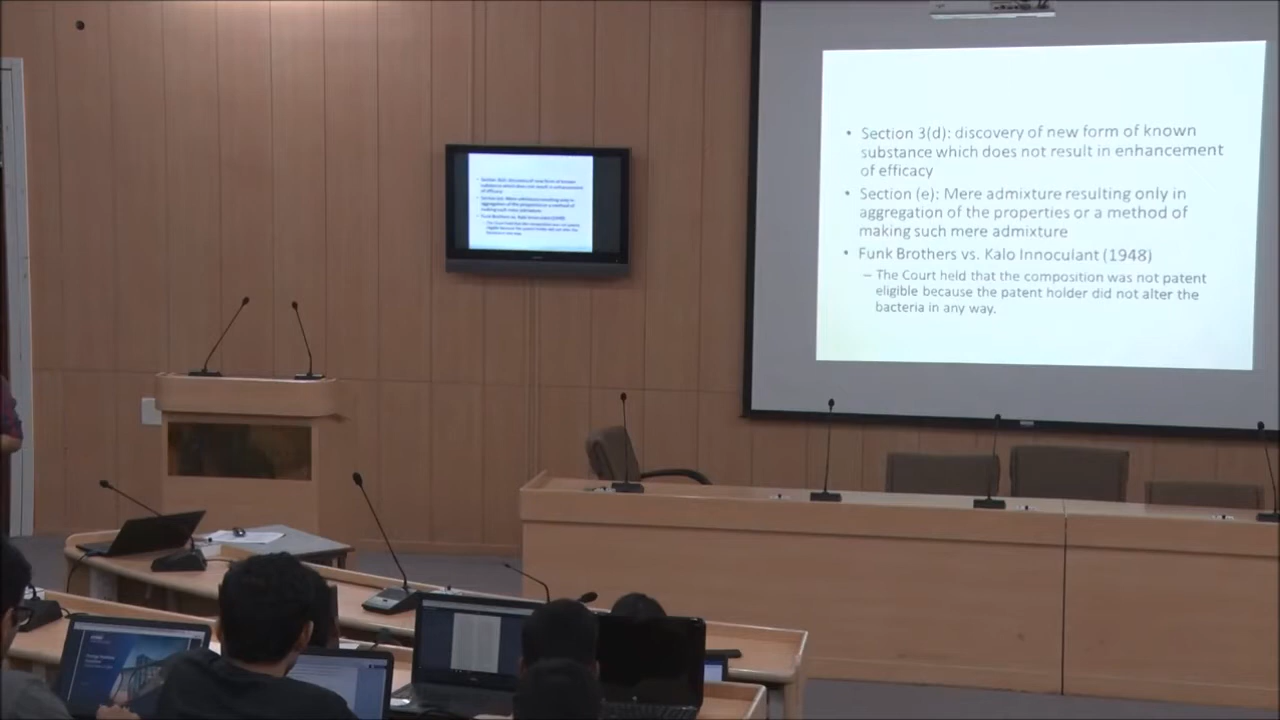 • Section 3(d): discovery of new form of known
substance which does not result in enhancement
of efficacy
• Section 3(e): Mere admixture resulting only in
aggregation of the properties or a method of
making such mere admixture
• Funk Brothers vs. Kalo Innoculant (1948)
– The Court held that the composition was not patent
eligible because the patent holder did not alter the
bacteria in any way.